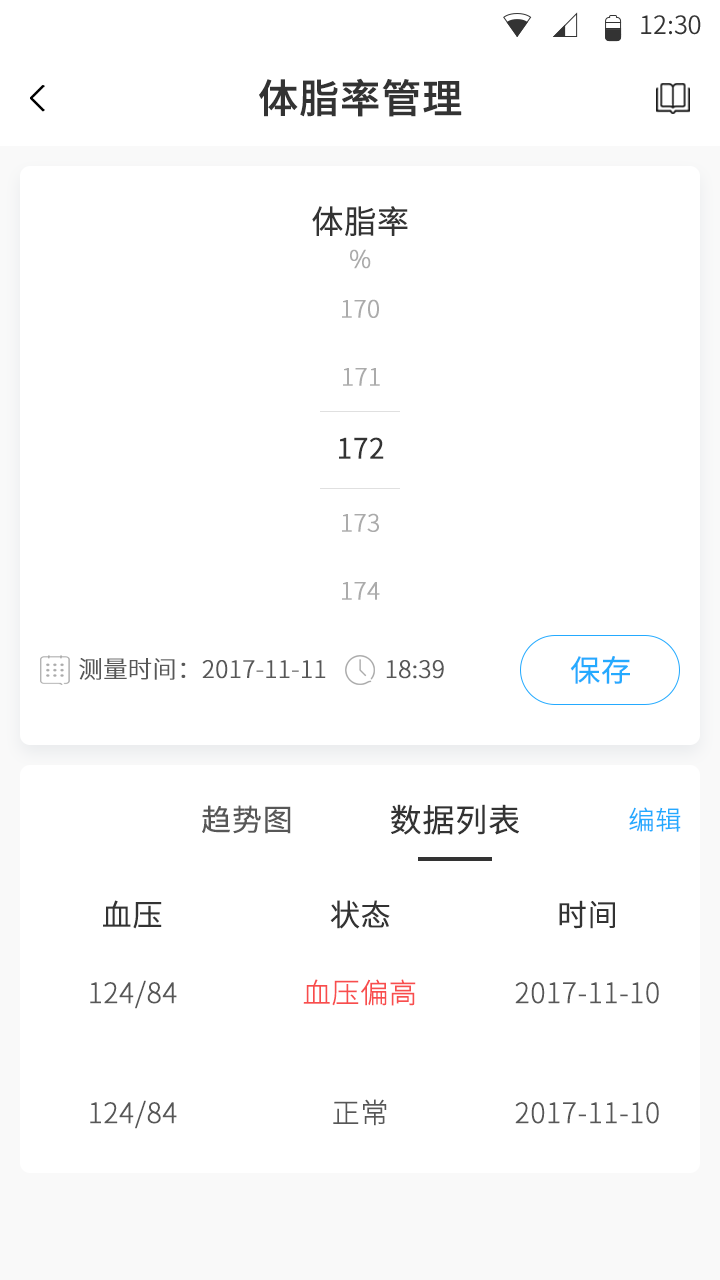 12:30
体脂率管理
体脂率
%
170
171
172
173
174
测量时间：2017-11-11 18:39 保存
趋势图 数据列表 编辑
血压 状态 时间
124/84 血压偏高 2017-11-10
124/84 正常 2017-11-10